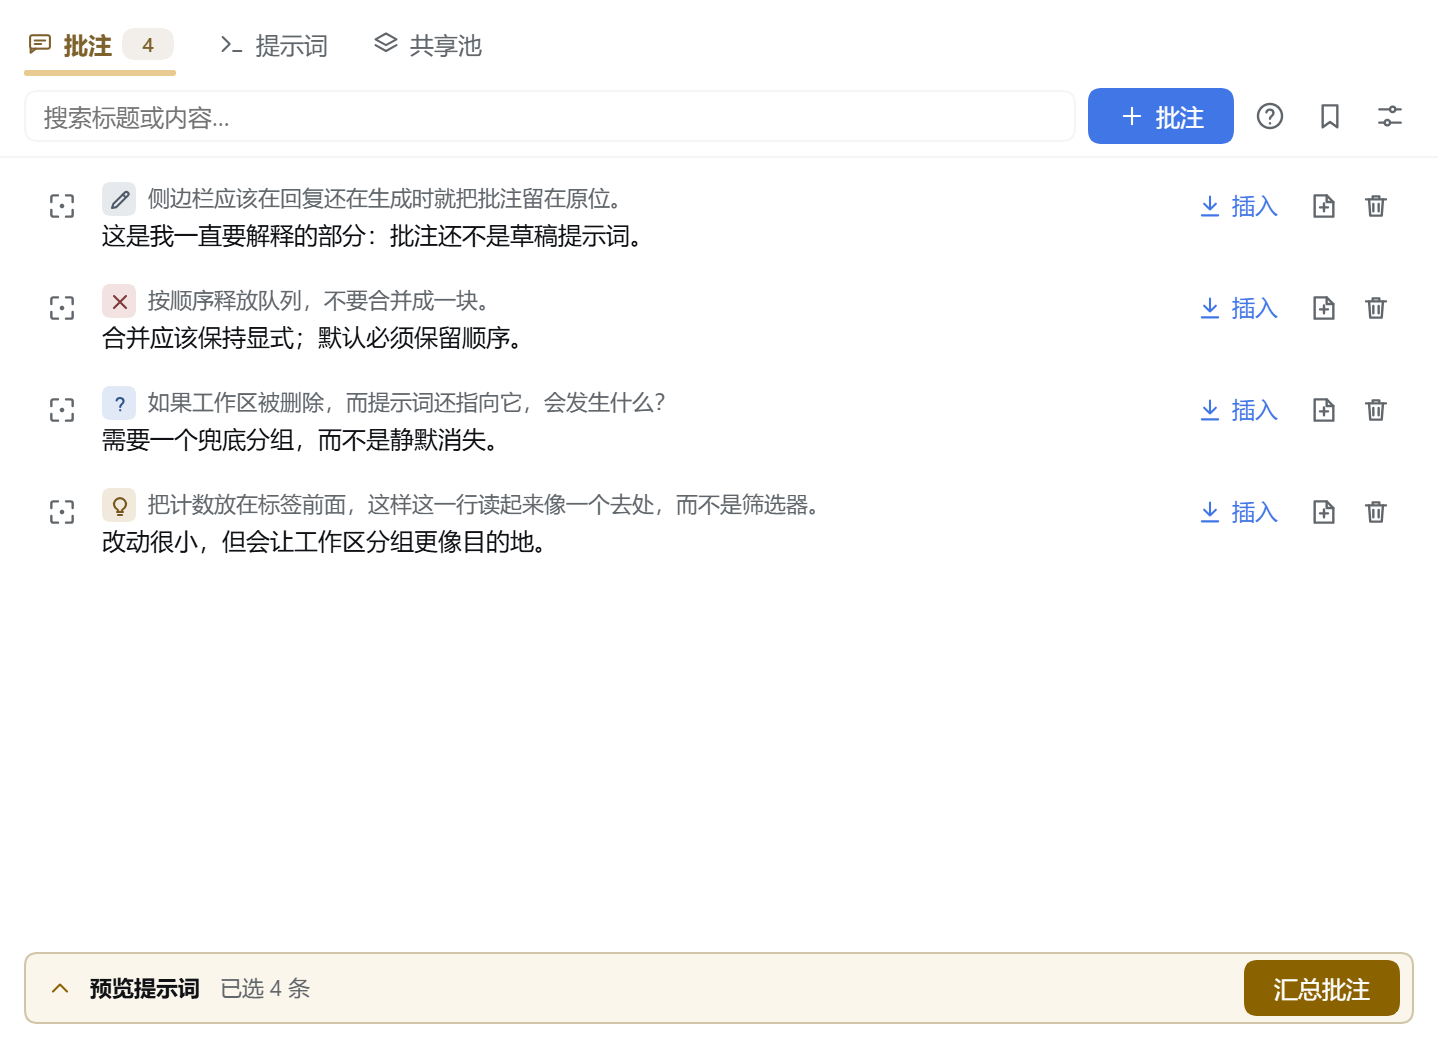 批注 4 提示词 共享池
搜索标题或内容...
批注
侧边栏应该在回复还在生成时就把批注留在原位。
插入
这是我一直要解释的部分：批注还不是草稿提示词。
按顺序释放队列，不要合并成一块。
插入
合并应该保持显式；默认必须保留顺序。
如果工作区被删除，而提示词还指向它，会发生什么？
插入
需要一个兜底分组，而不是静默消失。
把计数放在标签前面，这样这一行读起来像一个去处，而不是筛选器。
插入
改动很小，但会让工作区分组更像目的地。
预览提示词 已选 4 条
汇总批注